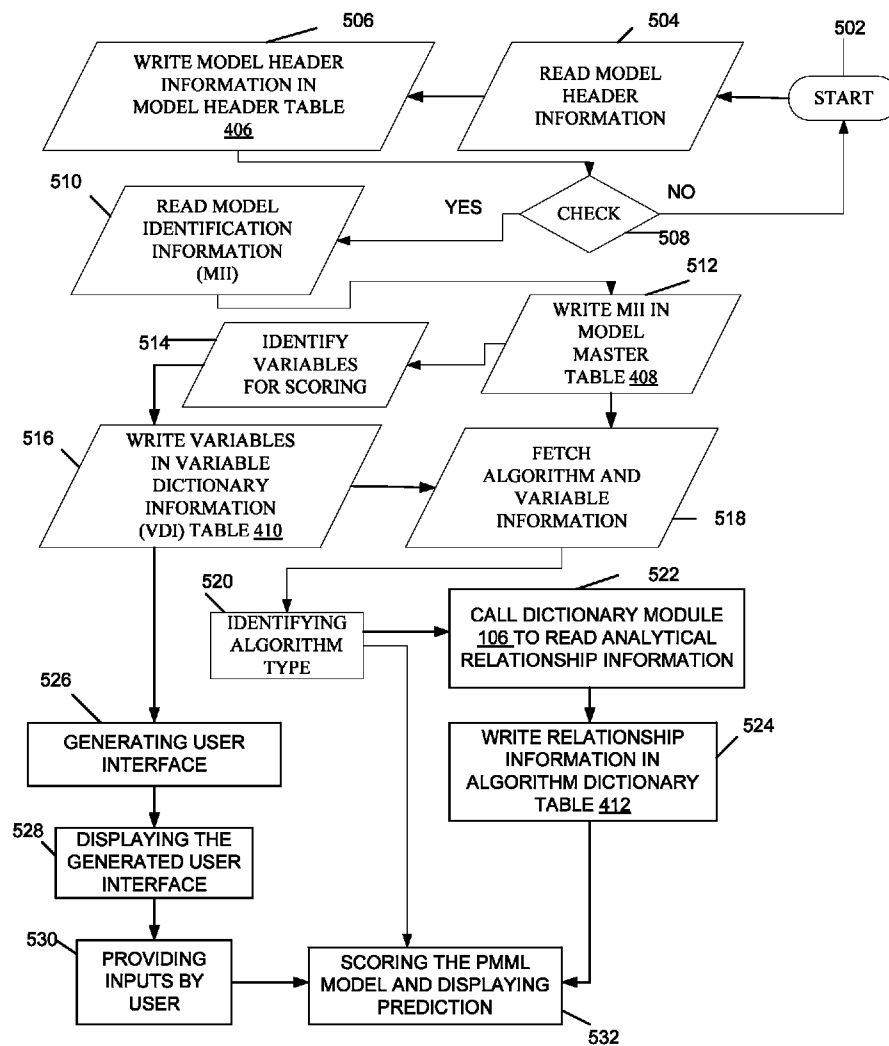 506
504
502
WRITE MODEL HEADER
INFORMATION IN
MODEL HEADER TABLE
406
READ MODEL
HEADER
INFORMATION
START
510
READ MODEL
IDENTIFICATION
INFORMATION
(MII)
YES
CHECK
NO
508
512
WRITE MII IN
MODEL
MASTER
TABLE 408
514
IDENTIFY
VARIABLES
FOR SCORING
516
WRITE VARIABLES
IN VARIABLE
DICTIONARY
INFORMATION
(VDI) TABLE 410
FETCH
ALGORITHM AND
VARIABLE
INFORMATION
518
520
IDENTIFYING
ALGORITHM
TYPE
522
CALL DICTIONARY MODULE
106 TO READ ANALYTICAL
RELATIONSHIP INFORMATION
526
GENERATING USER
INTERFACE
524
WRITE RELATIONSHIP
INFORMATION IN
ALGORITHM DICTIONARY
TABLE 412
528
DISPLAYING THE
GENERATED USER
INTERFACE
530
PROVIDING
INPUTS BY
USER
SCORING THE PMML
MODEL AND DISPLAYING
PREDICTION
532